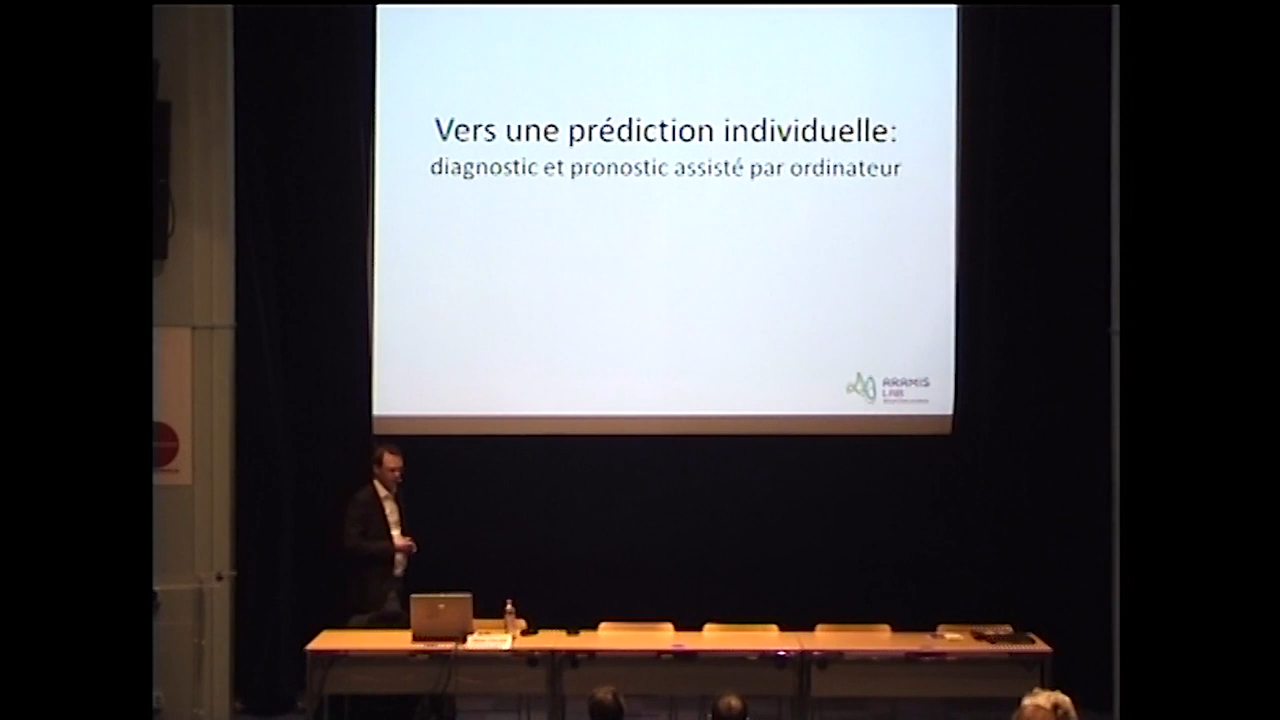 Vers une prédiction individuelle:
diagnostic et pronostic assisté par ordinateur
ARAMIS
LAB